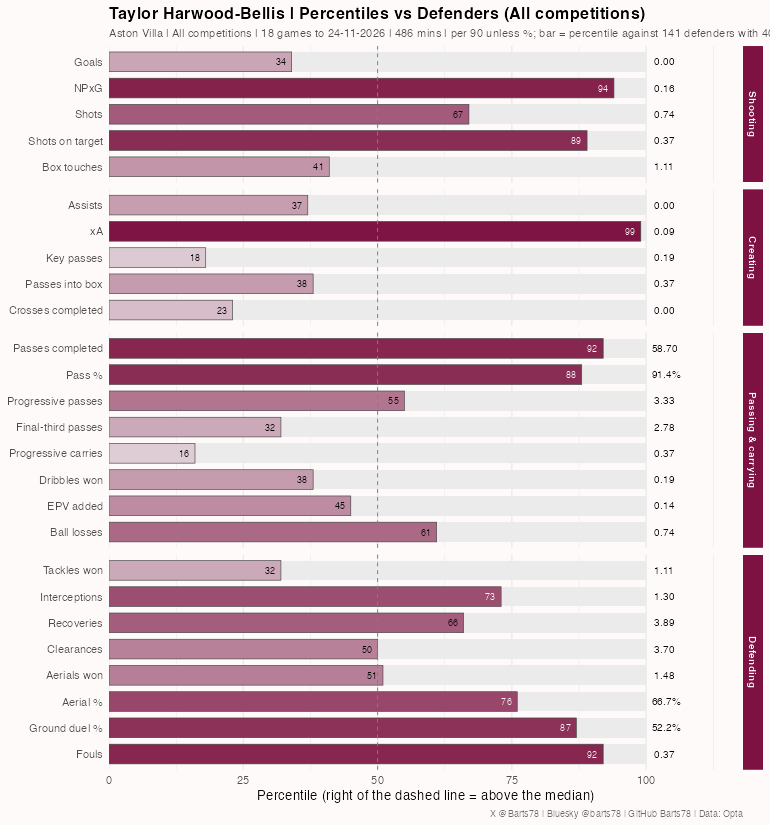 Taylor Harwood-Bellis | Percentiles vs Defenders (All competitions)
Aston Villa | All competitions | 18 games to 24-11-2026 | 486 mins | per 90 unless %; bar = percentile against 141 defenders with 40
Goals 34 0.00
NPxG 94 0.16
Shots 67 0.74
Shots on target 89 0.37
Box touches 41 1.11
Shooting
Assists 37 0.00
xA 99 0.09
Key passes 18 0.19
Passes into box 38 0.37
Crosses completed 23 0.00
Creating
Passes completed 92 58.70
Pass % 88 91.4%
Progressive passes 55 3.33
Final-third passes 32 2.78
Progressive carries 16 0.37
Dribbles won 38 0.19
EPV added 45 0.14
Ball losses 61 0.74
Passing & carrying
Tackles won 32 1.11
Interceptions 73 1.30
Recoveries 66 3.89
Clearances 50 3.70
Aerials won 51 1.48
Aerial % 76 66.7%
Ground duel % 87 52.2%
Fouls 92 0.37
Defending
0 25 50 75 100
Percentile (right of the dashed line = above the median)
X @Barts78 | Bluesky @barts78 | GitHub Barts78 | Data: Opta